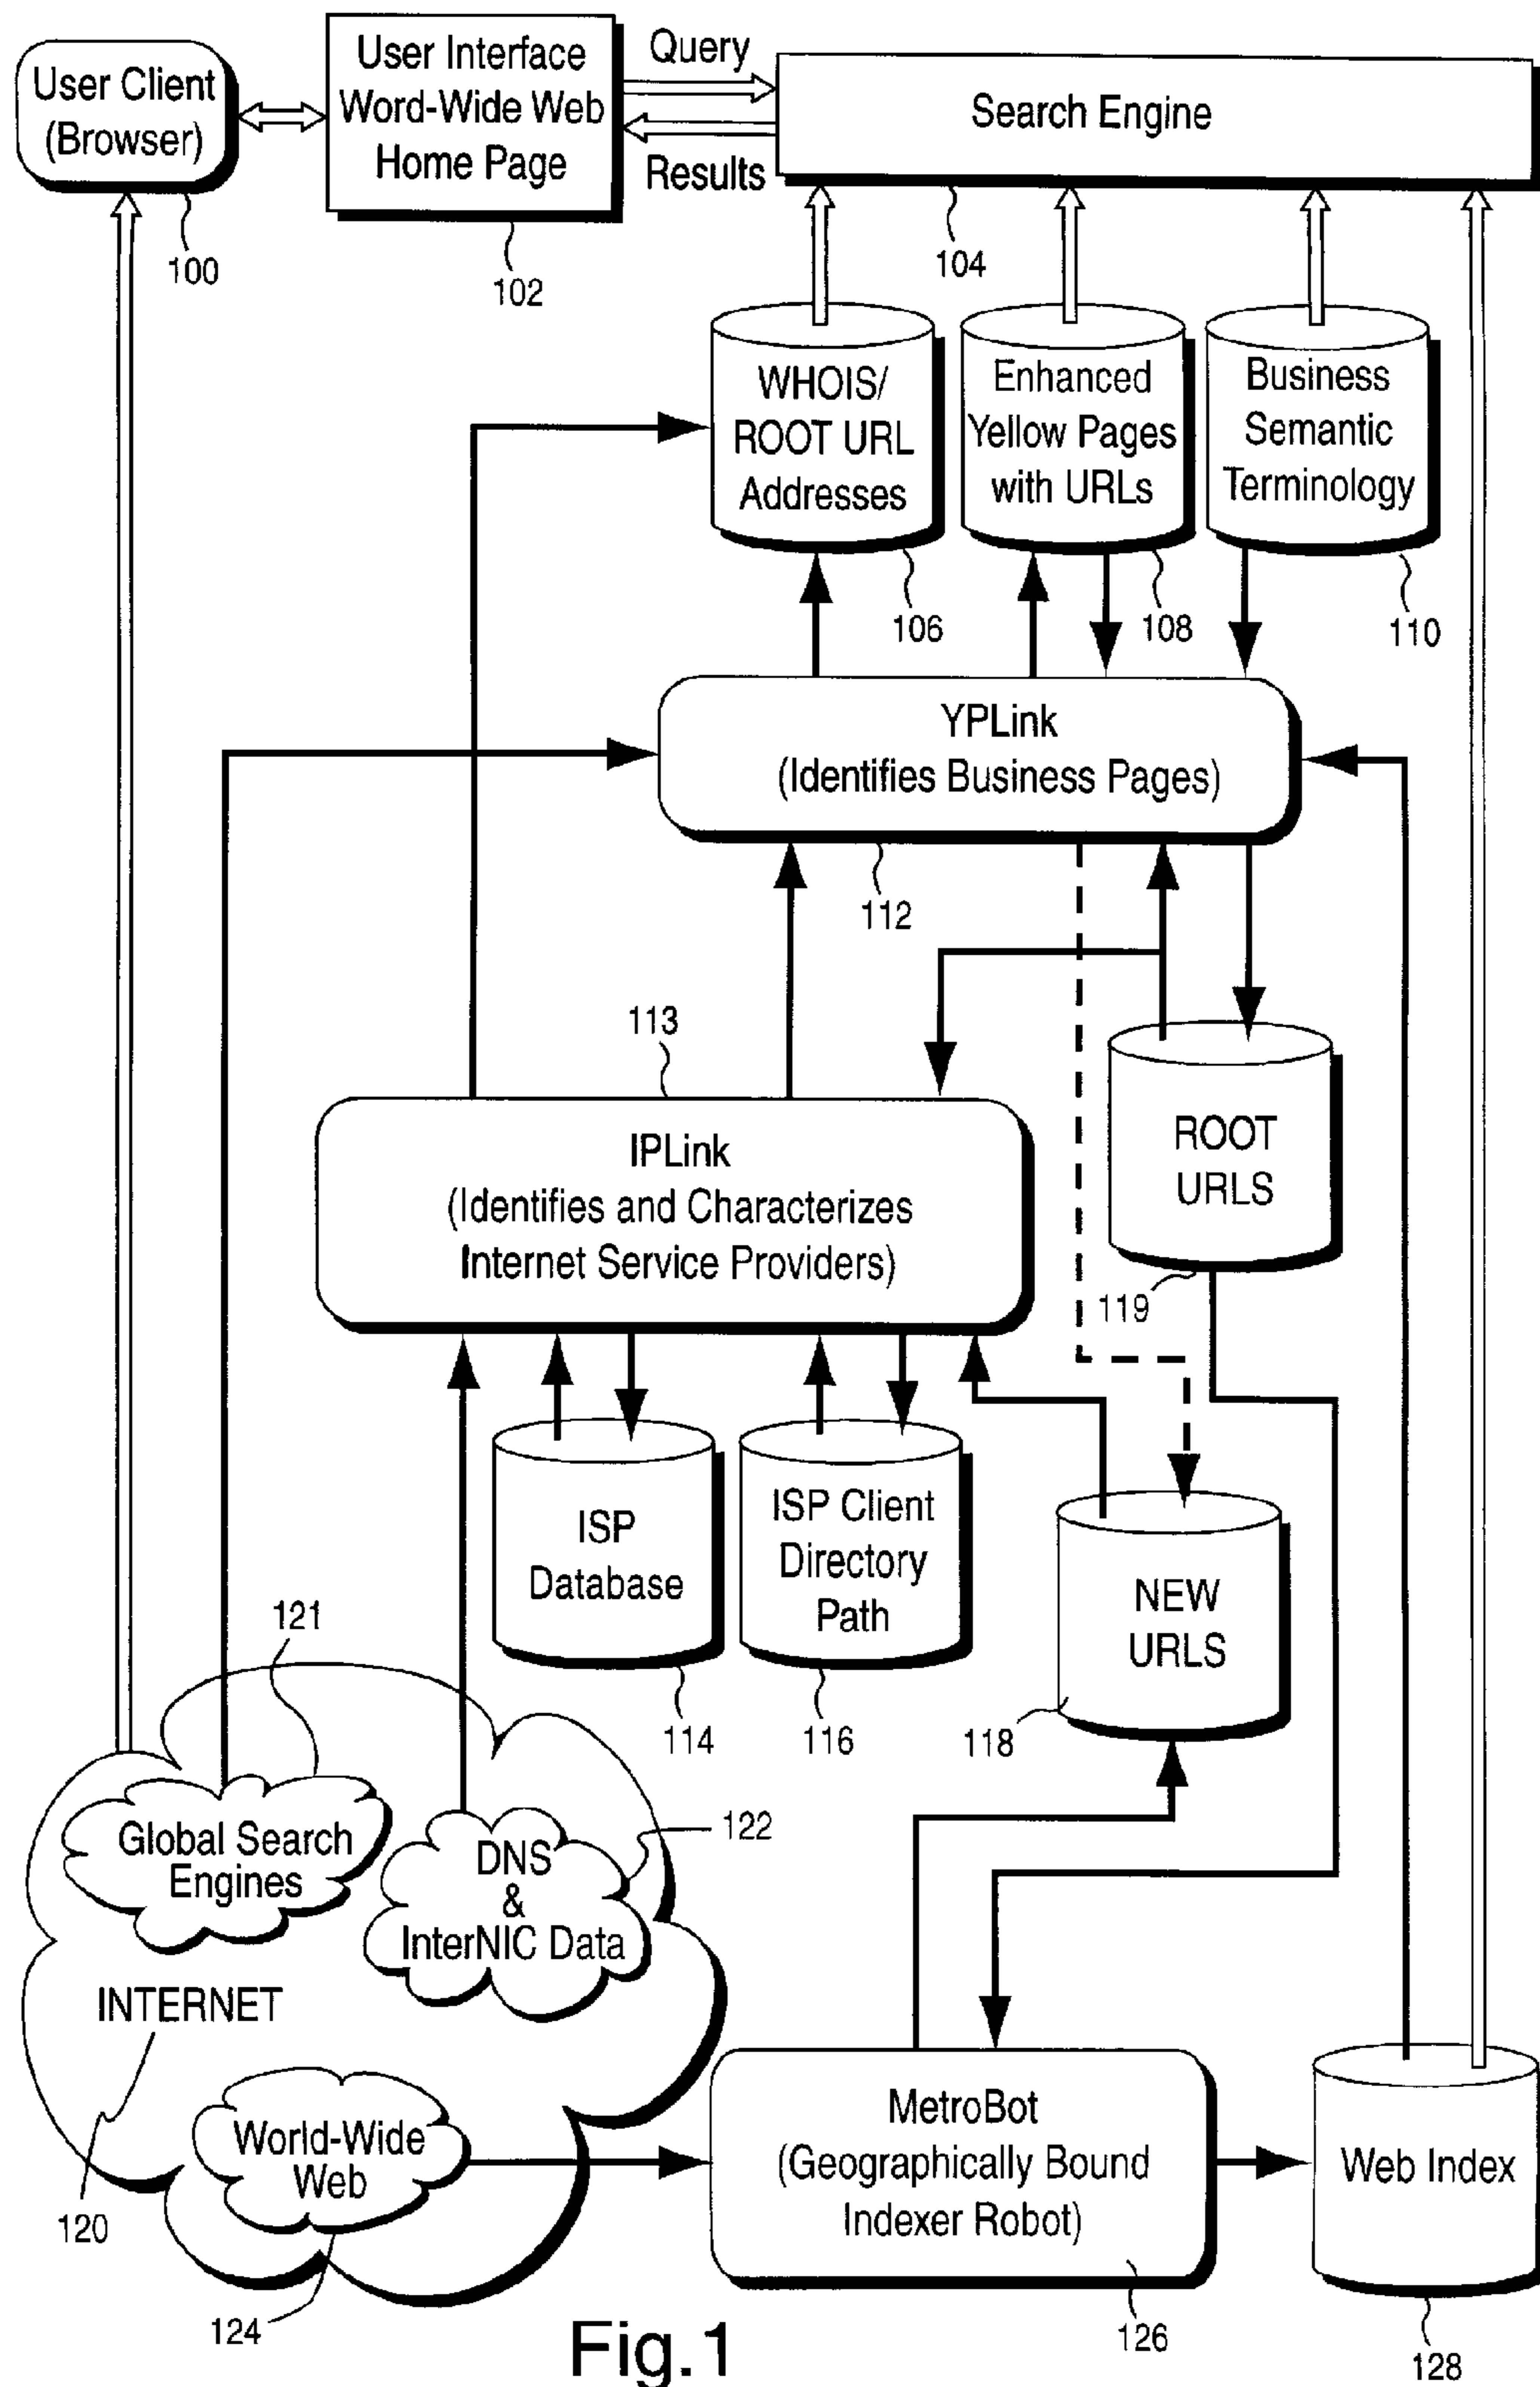 User Client
(Browser)
100
User Interface
Word-Wide Web
Home Page
102
Query
Results
Search Engine
104
WHOIS/
ROOT URL
Addresses
106
Enhanced
Yellow Pages
with URLs
108
Business
Semantic
Terminology
110
YPLink
(Identifies Business Pages)
112
113
IPLink
(Identifies and Characterizes
Internet Service Providers)
ROOT
URLS
119
ISP
Database
114
ISP Client
Directory
Path
116
NEW
URLS
118
121
Global Search
Engines
122
DNS
&
InterNIC Data
INTERNET
120
World-Wide
Web
124
MetroBot
(Geographically Bound
Indexer Robot)
126
Web Index
128
Fig.1